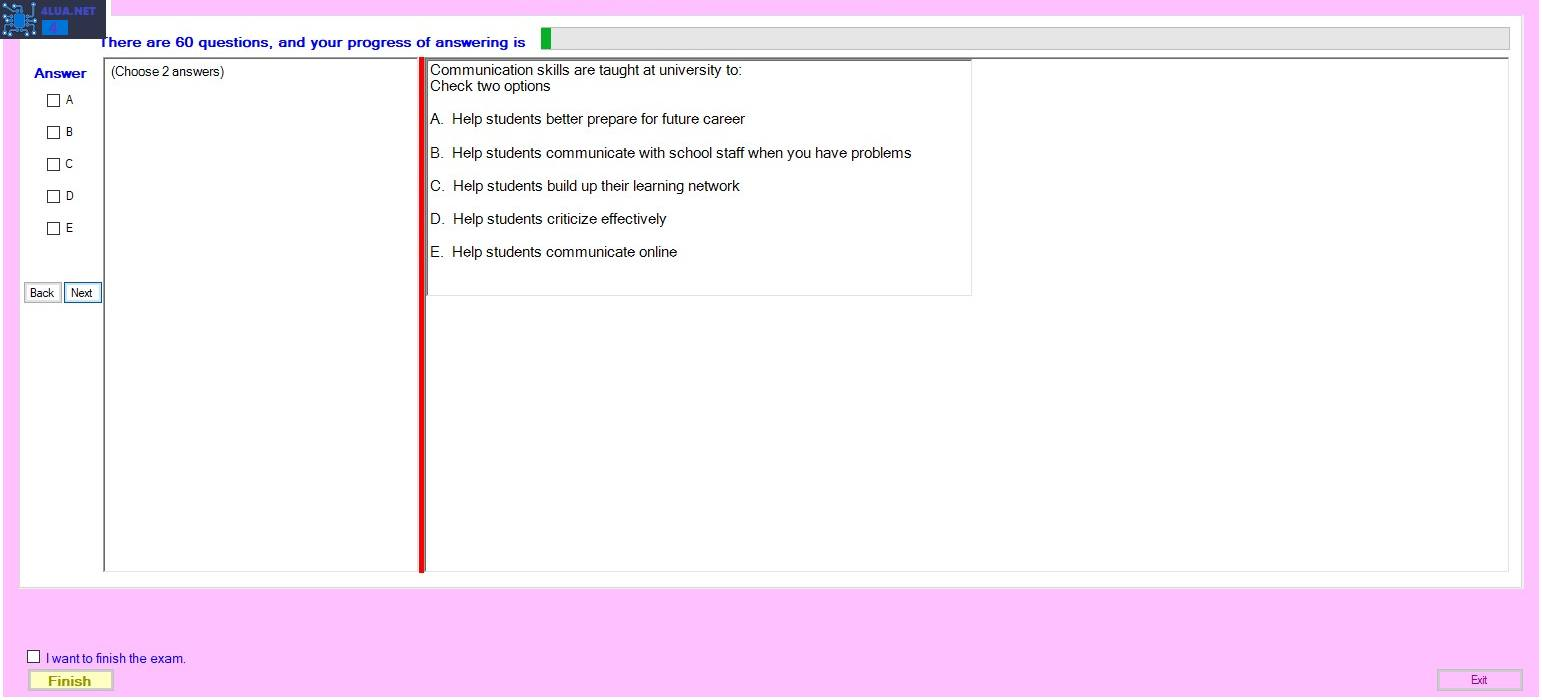 4LUA.NET
There are 60 questions, and your progress of answering is
Answer
(Choose 2 answers)
A
B
C
D
E
Back Next
Communication skills are taught at university to:
Check two options
A. Help students better prepare for future career
B. Help students communicate with school staff when you have problems
C. Help students build up their learning network
D. Help students criticize effectively
E. Help students communicate online
I want to finish the exam.
Finish
Exit